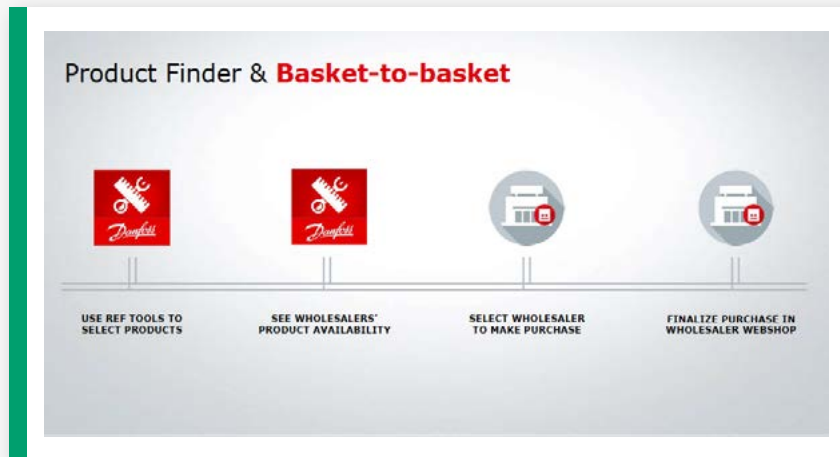 Product Finder & Basket-to-basket
Danfoss
Danfoss
USE REF TOOLS TO
SELECT PRODUCTS
SEE WHOLESALERS'
PRODUCT AVAILABILITY
SELECT WHOLESALER
TO MAKE PURCHASE
FINALIZE PURCHASE IN
WHOLESALER WEBSHOP